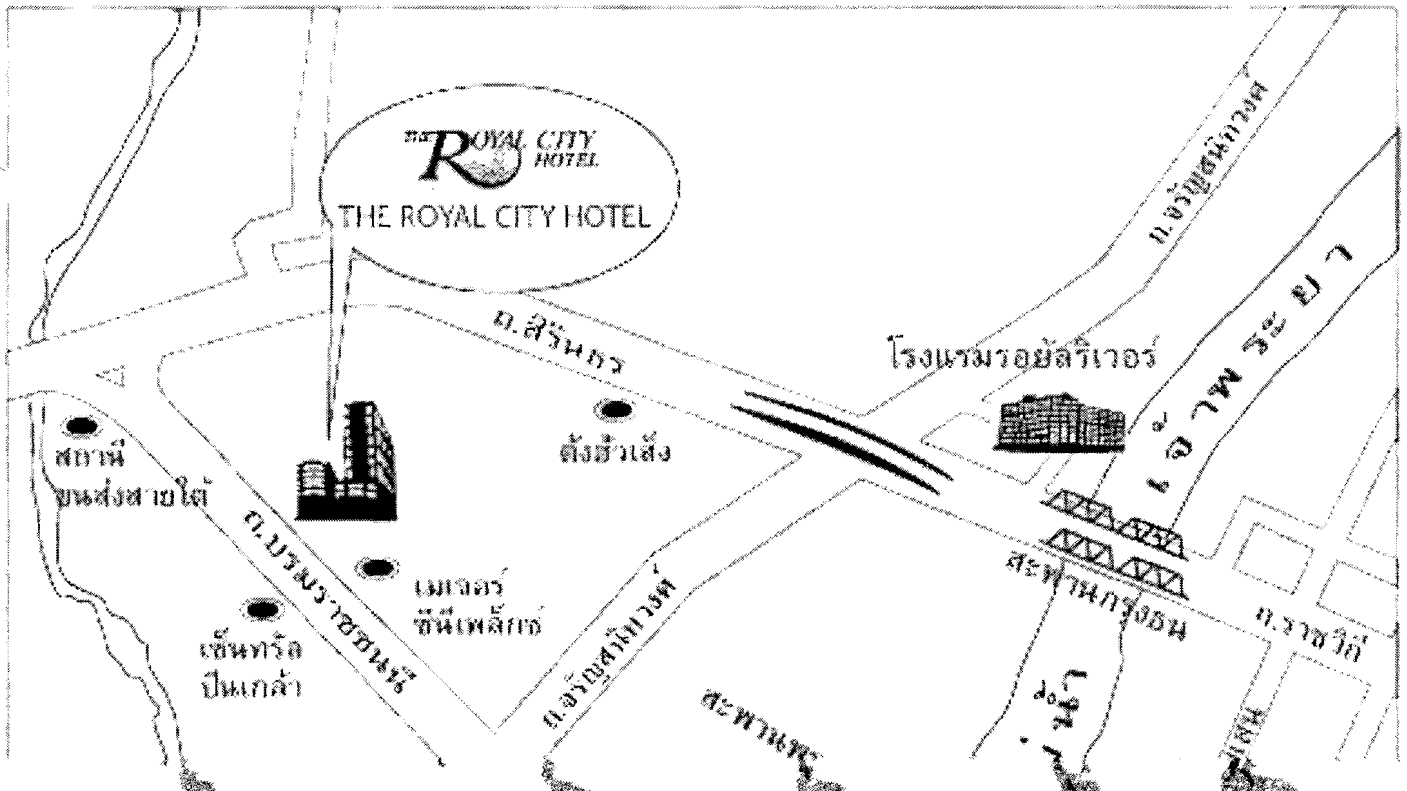 THE ROYAL CITY HOTEL
THE ROYAL CITY HOTEL
ถ.จรัญสนิทวงศ์
ถ.สิรินธร
โรงแรมรอยัลริเวอร์
เจ้าพระยา
สถานี
ขนส่งสายใต้
ตั้งฮั่วเส็ง
ถ.บรมราชชนนี
เมเจอร์
ซีนีเพล็กซ์
เซ็นทรัล
ปิ่นเกล้า
ถ.จรัญสนิทวงศ์
สะพานกรุงธน
ถ.ราชวิถี
สะพานพร